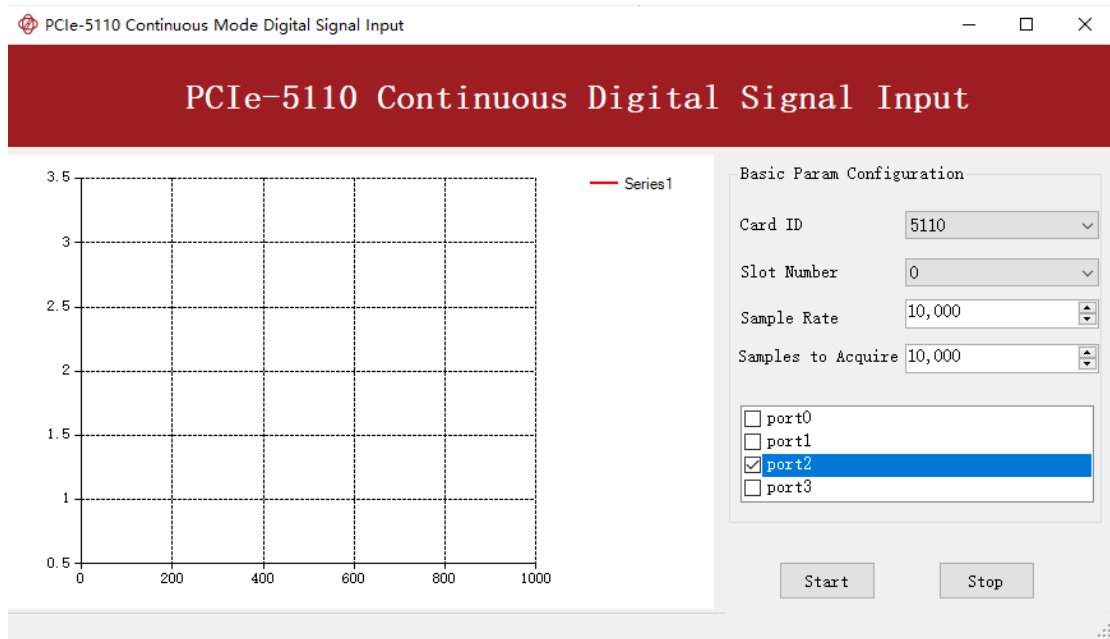 PCIe-5110 Continuous Mode Digital Signal Input
PCIe-5110 Continuous Digital Signal Input
3.5
3
2.5
2
1.5
1
0.5
0 200 400 600 800 1000
Series1
Basic Param Configuration
Card ID 5110
Slot Number 0
Sample Rate 10,000
Samples to Acquire 10,000
port0
port1
port2
port3
Start Stop